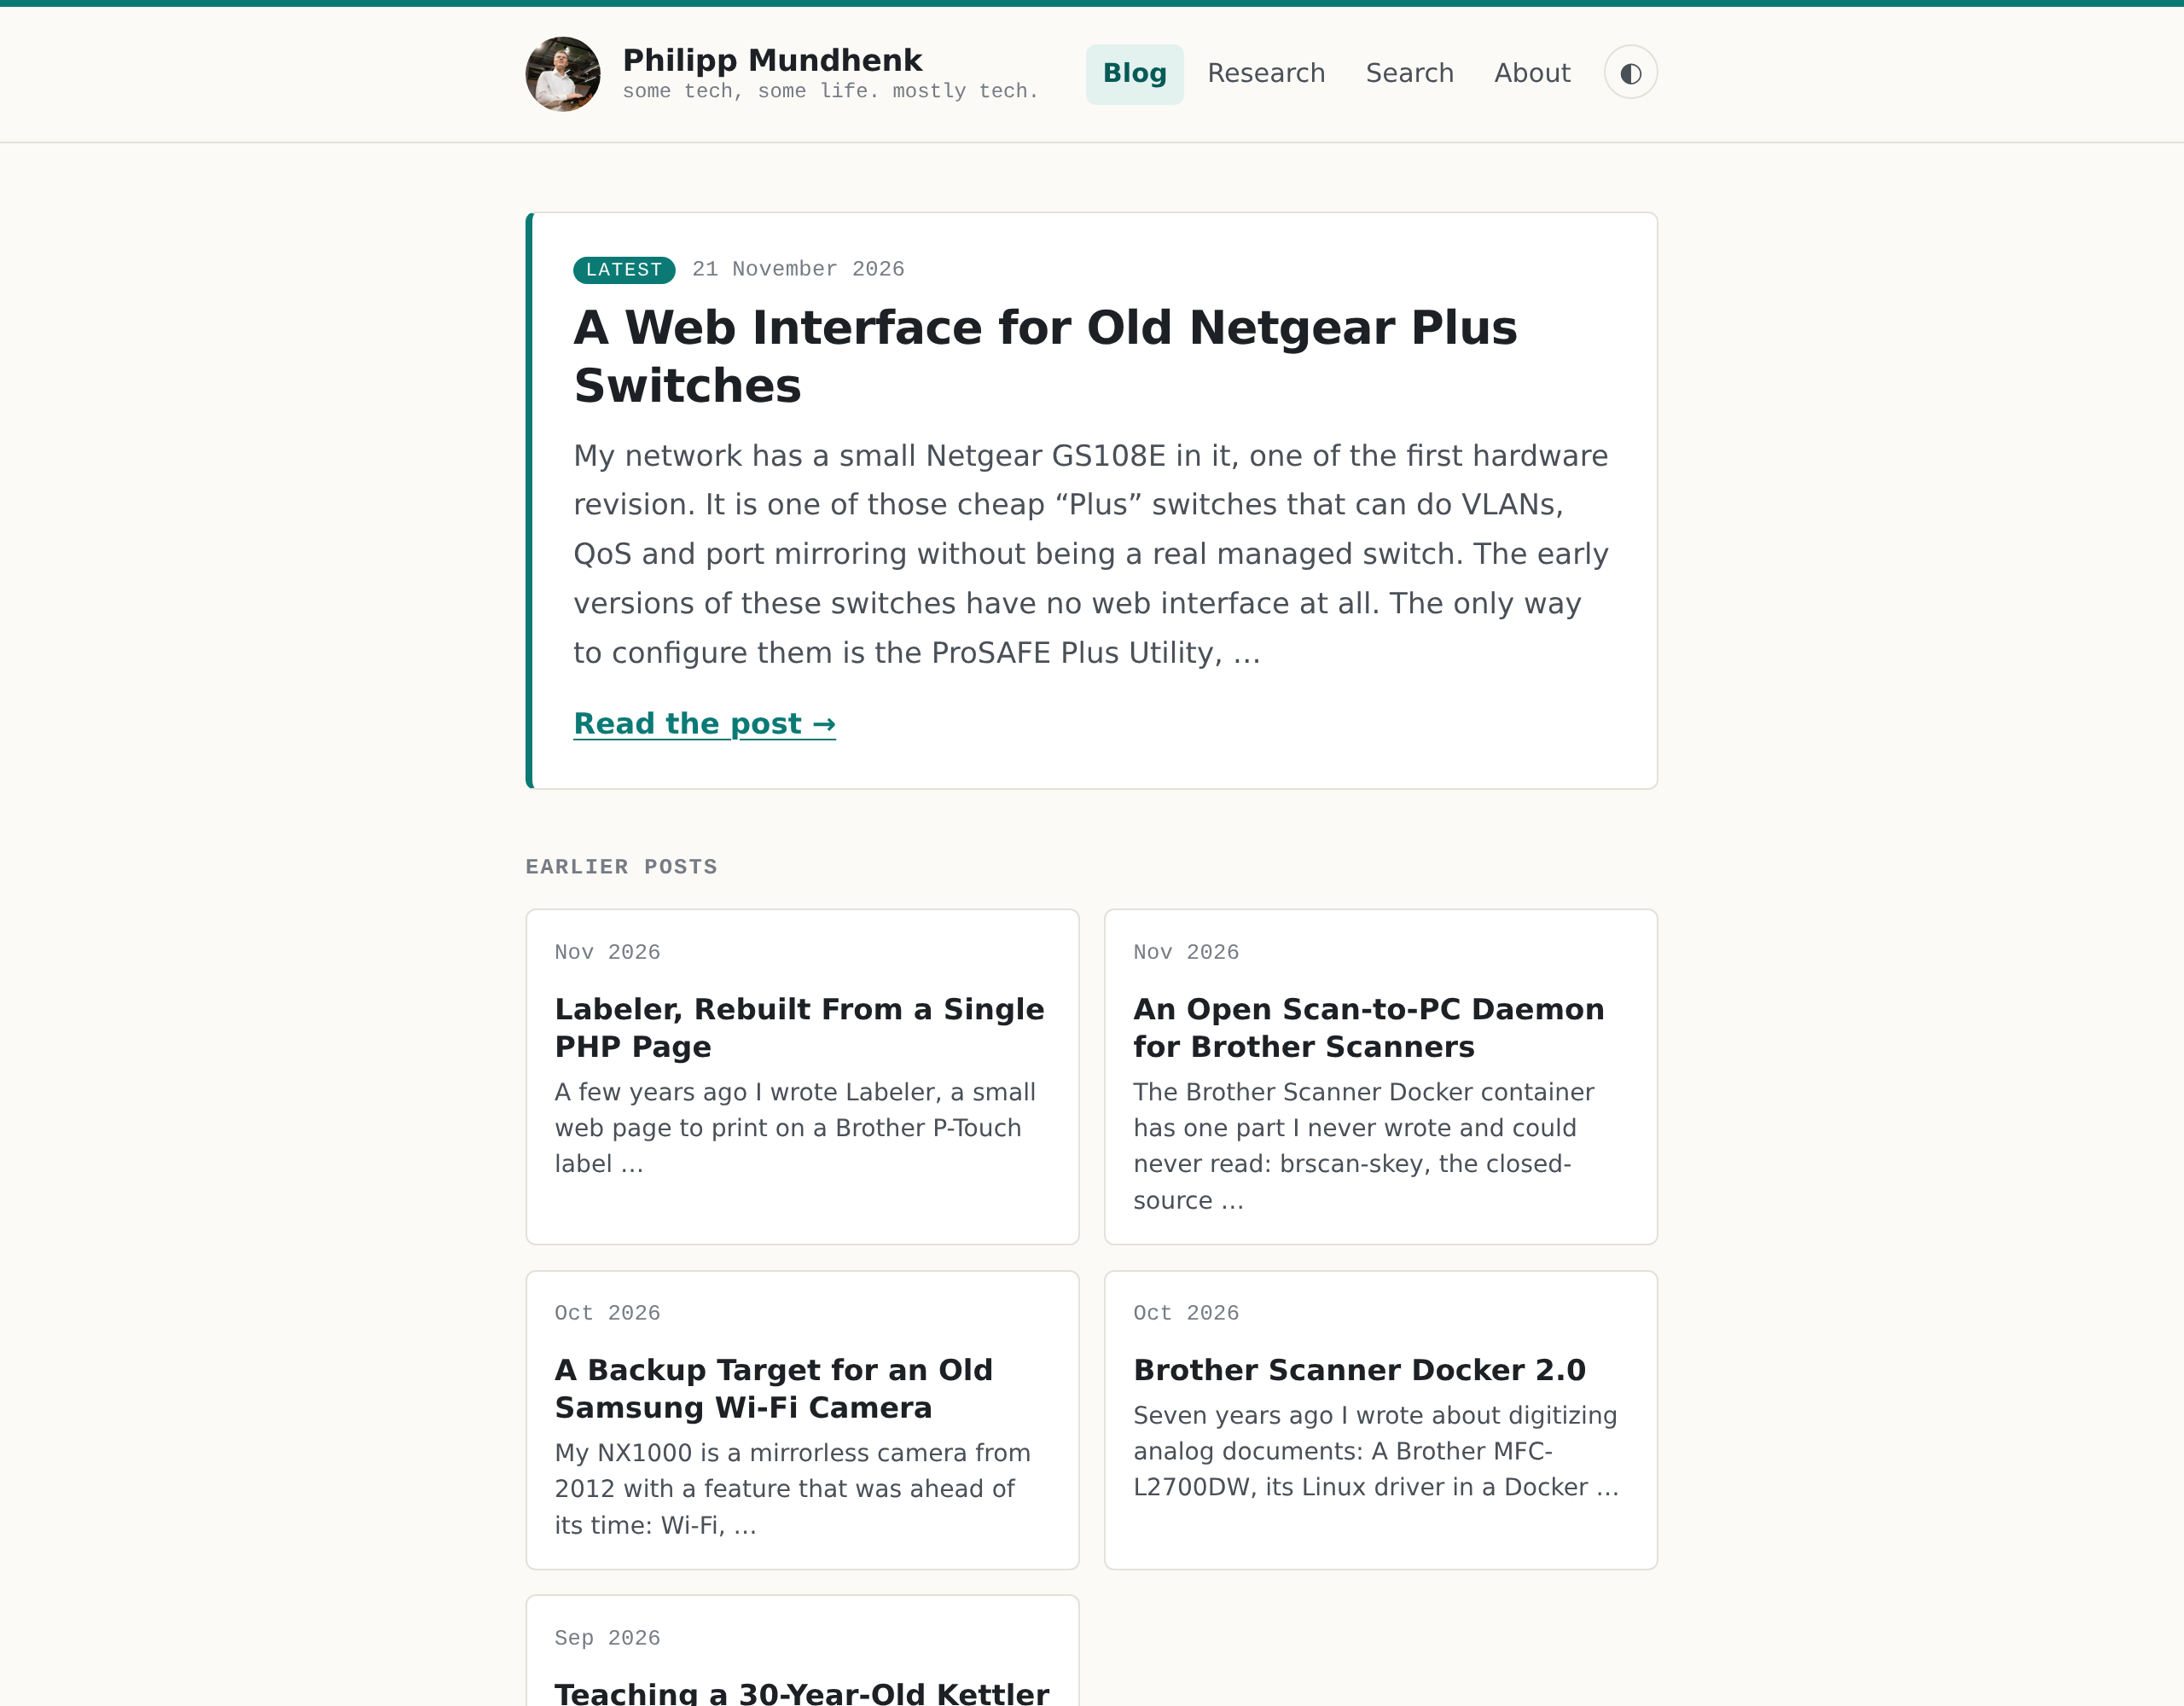 Philipp Mundhenk
some tech, some life. mostly tech.
Blog
Research
Search
About
LATEST
21 November 2026
A Web Interface for Old Netgear Plus
Switches
My network has a small Netgear GS108E in it, one of the first hardware
revision. It is one of those cheap “Plus” switches that can do VLANs,
QoS and port mirroring without being a real managed switch. The early
versions of these switches have no web interface at all. The only way
to configure them is the ProSAFE Plus Utility, …
Read the post →
EARLIER POSTS
Nov 2026
Labeler, Rebuilt From a Single
PHP Page
A few years ago I wrote Labeler, a small
web page to print on a Brother P-Touch
label …
Nov 2026
An Open Scan-to-PC Daemon
for Brother Scanners
The Brother Scanner Docker container
has one part I never wrote and could
never read: brscan-skey, the closed-
source …
Oct 2026
A Backup Target for an Old
Samsung Wi-Fi Camera
My NX1000 is a mirrorless camera from
2012 with a feature that was ahead of
its time: Wi-Fi, …
Oct 2026
Brother Scanner Docker 2.0
Seven years ago I wrote about digitizing
analog documents: A Brother MFC-
L2700DW, its Linux driver in a Docker …
Sep 2026
Teaching a 30-Year-Old Kettler